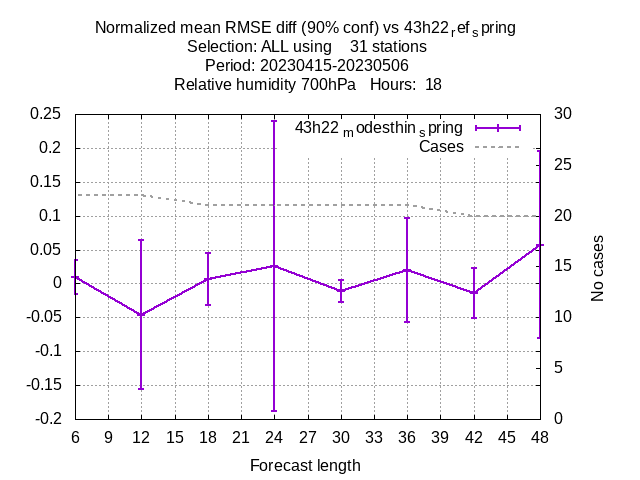 Normalized mean RMSE diff (90% conf) vs 43h22_ref_spring
Selection: ALL using    31 stations
Period: 20230415-20230506
Relative humidity 700hPa   Hours:  18
43h22_modesthin_spring
Cases
0.25
0.2
0.15
0.1
0.05
0
-0.05
-0.1
-0.15
-0.2
30
25
20
15
10
5
0
No cases
6 9 12 15 18 21 24 27 30 33 36 39 42 45 48
Forecast length